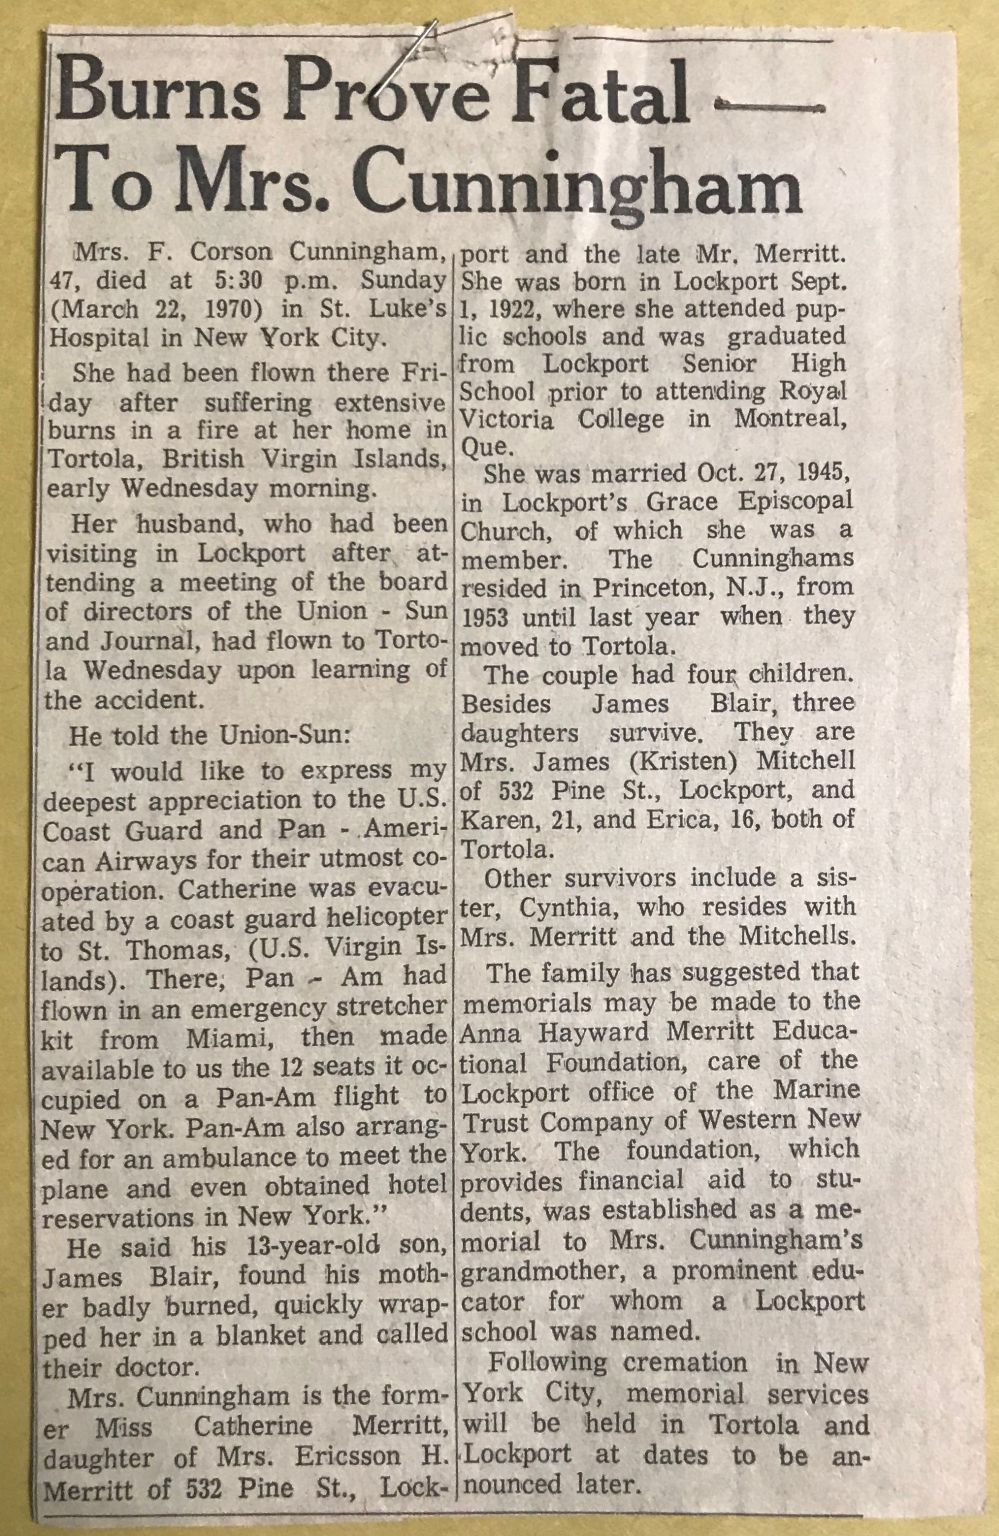 Burns Prove Fatal —
To Mrs. Cunningham
Mrs. F. Corson Cunningham,
47, died at 5:30 p.m. Sunday
(March 22, 1970) in St. Luke's
Hospital in New York City.
She had been flown there Fri-
day after suffering extensive
burns in a fire at her home in
Tortola, British Virgin Islands,
early Wednesday morning.
Her husband, who had been
visiting in Lockport after at-
tending a meeting of the board
of directors of the Union - Sun
and Journal, had flown to Torto-
la Wednesday upon learning of
the accident.
He told the Union-Sun:
"I would like to express my
deepest appreciation to the U.S.
Coast Guard and Pan - Ameri-
can Airways for their utmost co-
operation. Catherine was evacu-
ated by a coast guard helicopter
to St. Thomas, (U.S. Virgin Is-
lands). There, Pan - Am had
flown in an emergency stretcher
kit from Miami, then made
available to us the 12 seats it oc-
cupied on a Pan-Am flight to
New York. Pan-Am also arrang-
ed for an ambulance to meet the
plane and even obtained hotel
reservations in New York."
He said his 13-year-old son,
James Blair, found his moth-
er badly burned, quickly wrap-
ped her in a blanket and called
their doctor.
Mrs. Cunningham is the form-
er Miss Catherine Merritt,
daughter of Mrs. Ericsson H.
Merritt of 532 Pine St., Lock-
port and the late Mr. Merritt.
She was born in Lockport Sept.
1, 1922, where she attended pup-
lic schools and was graduated
from Lockport Senior High
School prior to attending Royal
Victoria College in Montreal,
Que.
She was married Oct. 27, 1945,
in Lockport's Grace Episcopal
Church, of which she was a
member. The Cunninghams
resided in Princeton, N.J., from
1953 until last year when they
moved to Tortola.
The couple had four children.
Besides James Blair, three
daughters survive. They are
Mrs. James (Kristen) Mitchell
of 532 Pine St., Lockport, and
Karen, 21, and Erica, 16, both of
Tortola.
Other survivors include a sis-
ter, Cynthia, who resides with
Mrs. Merritt and the Mitchells.
The family has suggested that
memorials may be made to the
Anna Hayward Merritt Educa-
tional Foundation, care of the
Lockport office of the Marine
Trust Company of Western New
York. The foundation, which
provides financial aid to stu-
dents, was established as a me-
morial to Mrs. Cunningham's
grandmother, a prominent edu-
cator for whom a Lockport
school was named.
Following cremation in New
York City, memorial services
will be held in Tortola and
Lockport at dates to be an-
nounced later.